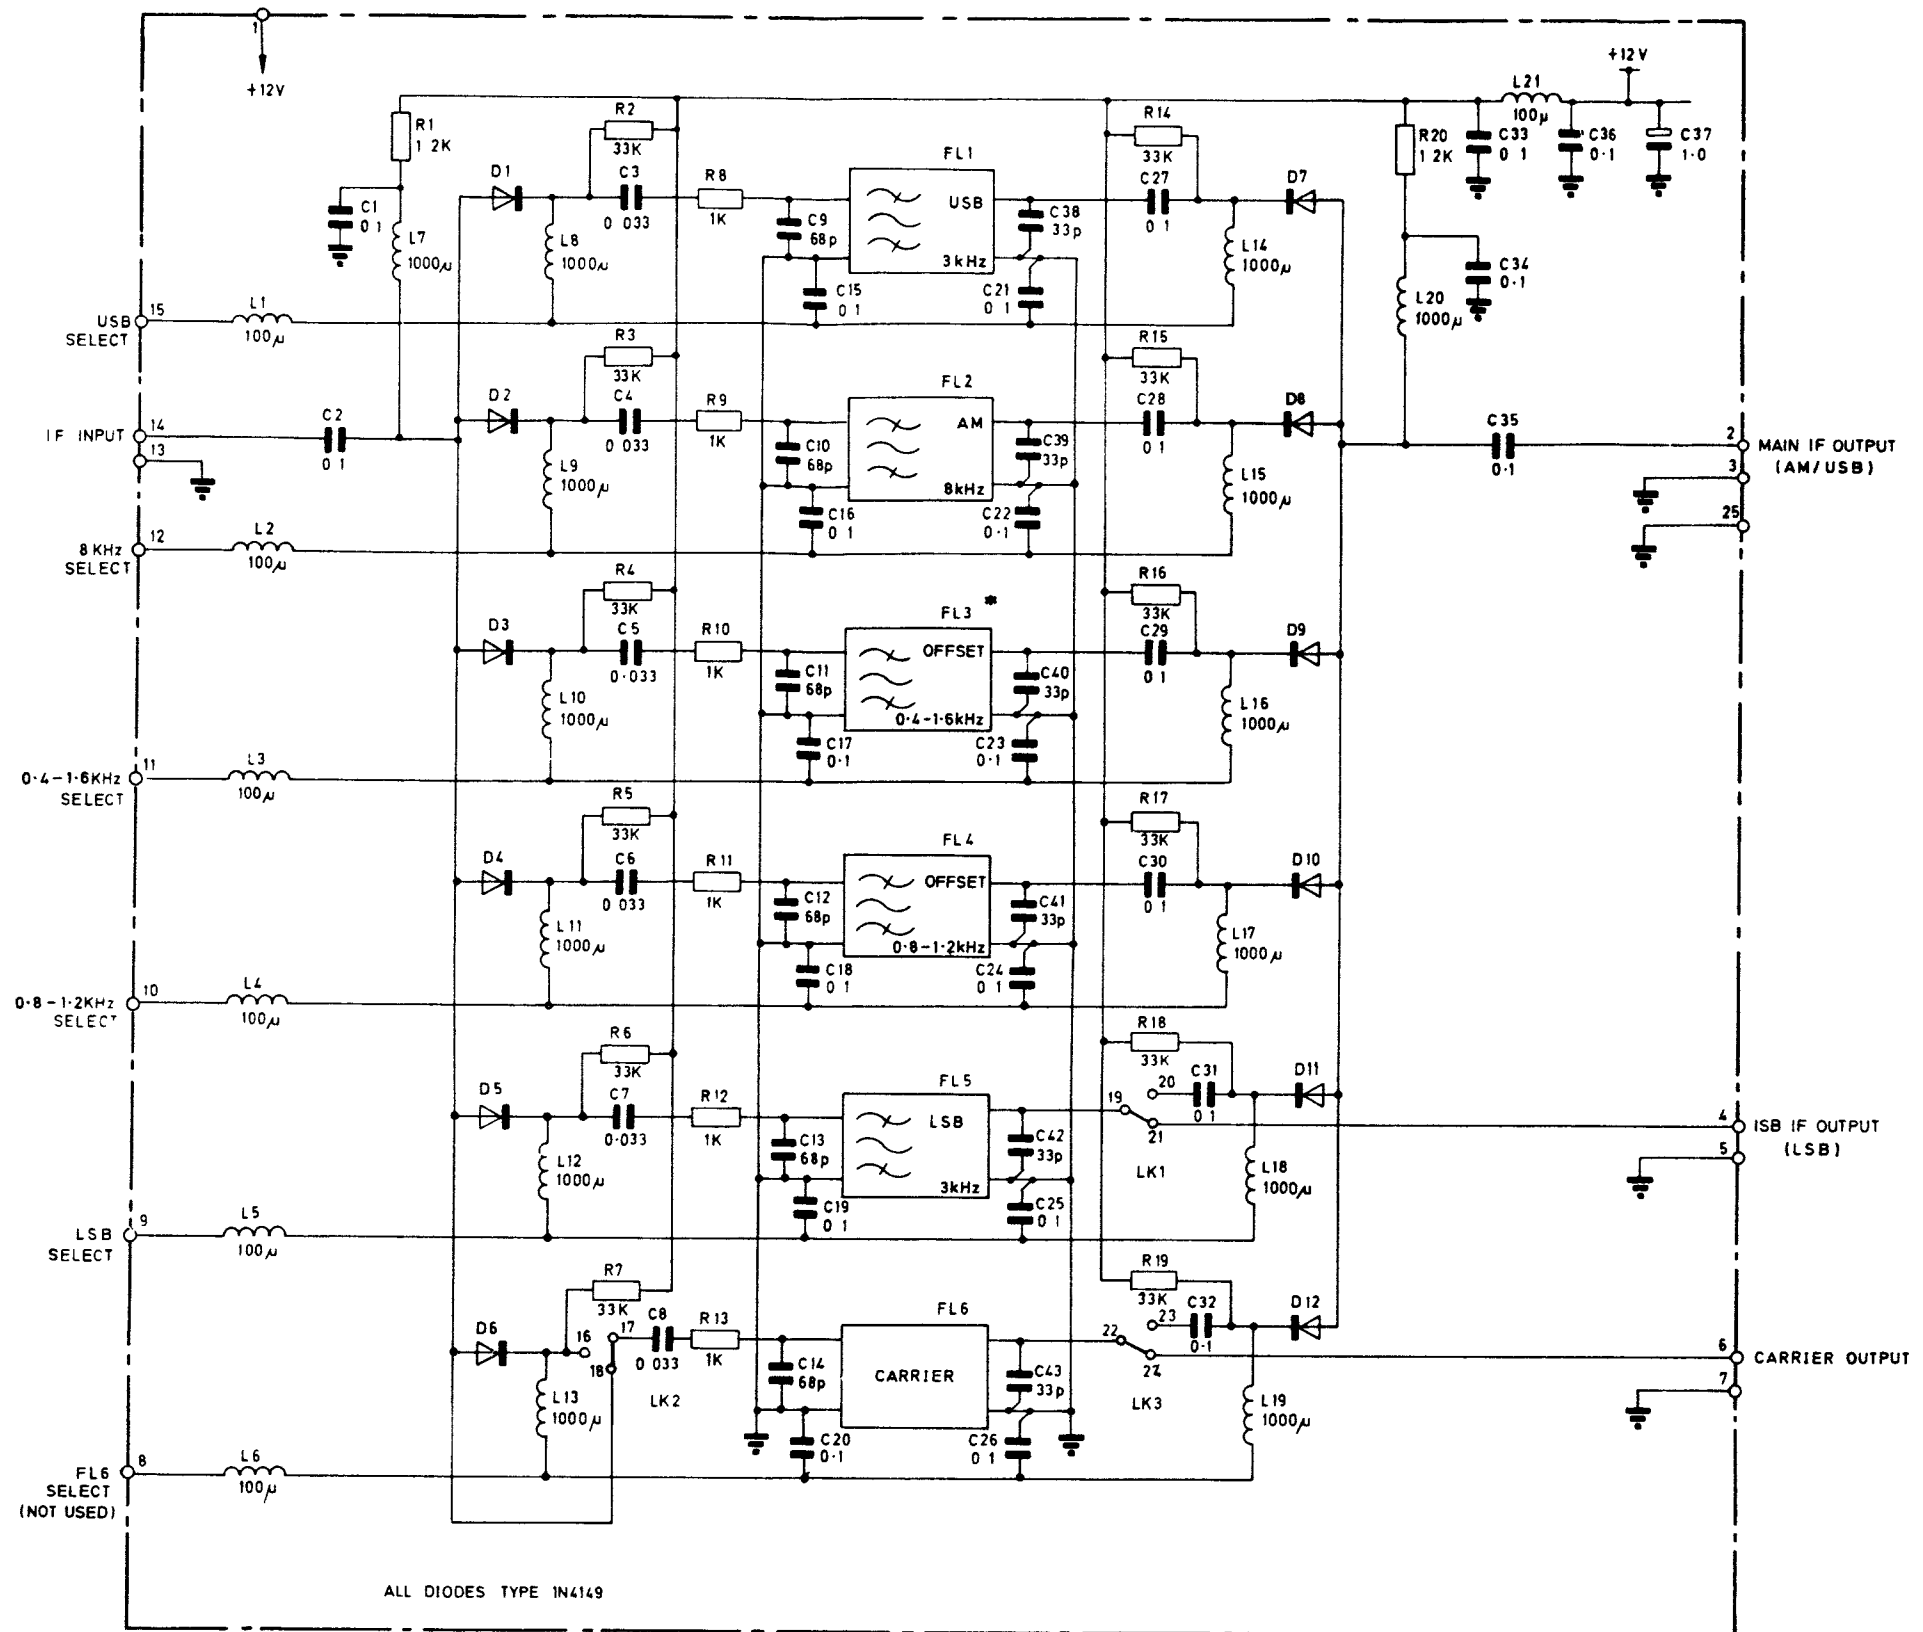 1
+12V
+12V
L21
100µ
R1
1 2K
R2
33K
R14
33K
R20
1 2K
C33
0 1
C36
0·1
C37
1·0
D1
C3
0 033
R8
1K
FL1
USB
3kHz
C9
68p
C38
33p
C27
0 1
D7
C1
0 1
L7
1000µ
L8
1000µ
L14
1000µ
C34
0·1
L20
1000µ
C15
0 1
C21
0 1
USB
SELECT
15
L1
100µ
R3
33K
R15
33K
D2
C4
0 033
R9
1K
FL2
AM
8kHz
C10
68p
C39
33p
C28
0 1
D8
IF INPUT
14
13
C2
0 1
C35
0·1
2
MAIN IF OUTPUT
(AM/USB)
3
25
L9
1000µ
L15
1000µ
C16
0 1
C22
0·1
8KHz
SELECT
12
L2
100µ
R4
33K
R16
33K
D3
C5
0·033
R10
1K
FL3
*
OFFSET
0·4-1·6kHz
C11
68p
C40
33p
C29
0 1
D9
L10
1000µ
L16
1000µ
C17
0·1
C23
0·1
0·4-1·6KHz
SELECT
11
L3
100µ
R5
33K
R17
33K
D4
C6
0 033
R11
1K
FL4
OFFSET
0·8-1·2kHz
C12
68p
C41
33p
C30
0 1
D10
L11
1000µ
L17
1000µ
C18
0 1
C24
0 1
0·8-1·2KHz
SELECT
10
L4
100µ
R6
33K
R18
33K
D5
C7
0·033
R12
1K
FL5
LSB
3kHz
C13
68p
C42
33p
19
20
21
LK1
C31
0 1
D11
4
ISB IF OUTPUT
(LSB)
5
L12
1000µ
L18
1000µ
C19
0 1
C25
0 1
LSB
SELECT
9
L5
100µ
R7
33K
R19
33K
D6
16
17
18
LK2
C8
0 033
R13
1K
FL6
CARRIER
C14
68p
C43
33p
22
23
24
LK3
C32
0·1
D12
6
CARRIER OUTPUT
7
L13
1000µ
L19
1000µ
C20
0·1
C26
0 1
FL6
SELECT
(NOT USED)
8
L6
100µ
ALL DIODES TYPE 1N4149